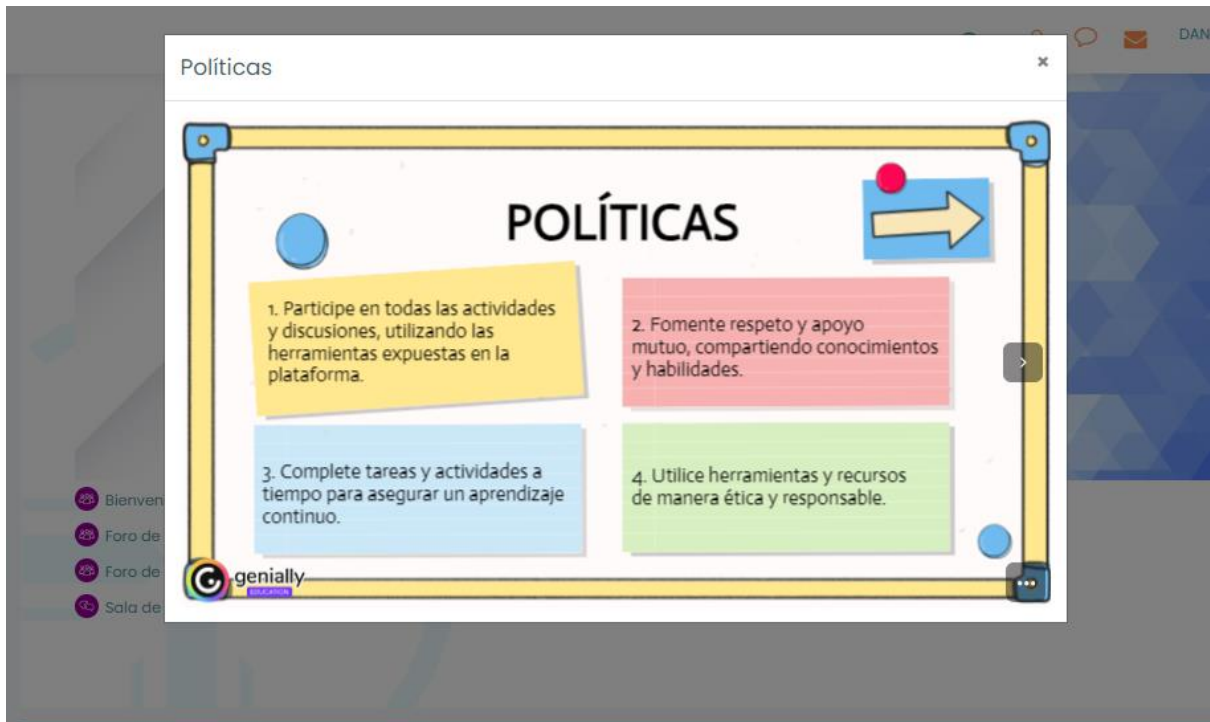 DAN
Políticas
×
POLÍTICAS
1. Participe en todas las actividades
y discusiones, utilizando las
herramientas expuestas en la
plataforma.
2. Fomente respeto y apoyo
mutuo, compartiendo conocimientos
y habilidades.
3. Complete tareas y actividades a
tiempo para asegurar un aprendizaje
continuo.
4. Utilice herramientas y recursos
de manera ética y responsable.
Bienven
Foro de
Foro de
Sala de
genially
EDUCATION